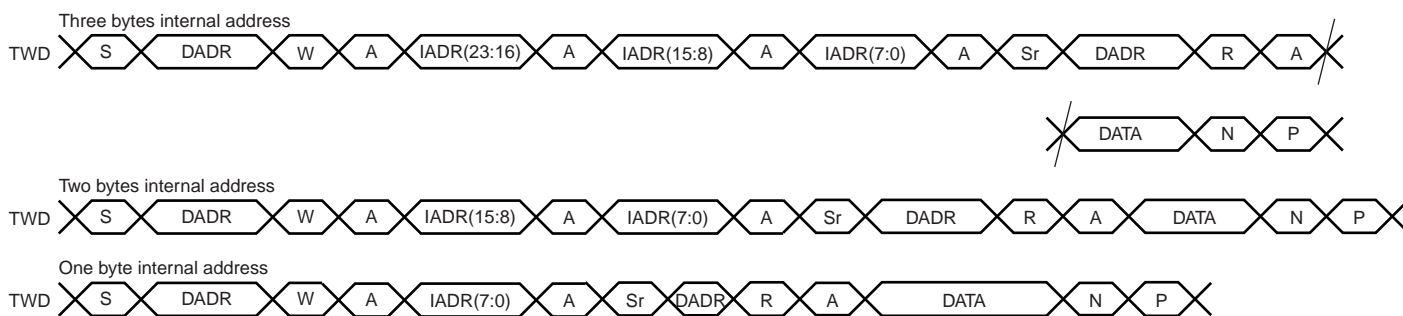 Three bytes internal address
TWD S DADR W A IADR(23:16) A IADR(15:8) A IADR(7:0) A Sr DADR R A
DATA N P
Two bytes internal address
TWD S DADR W A IADR(15:8) A IADR(7:0) A Sr DADR R A DATA N P
One byte internal address
TWD S DADR W A IADR(7:0) A Sr DADR R A DATA N P